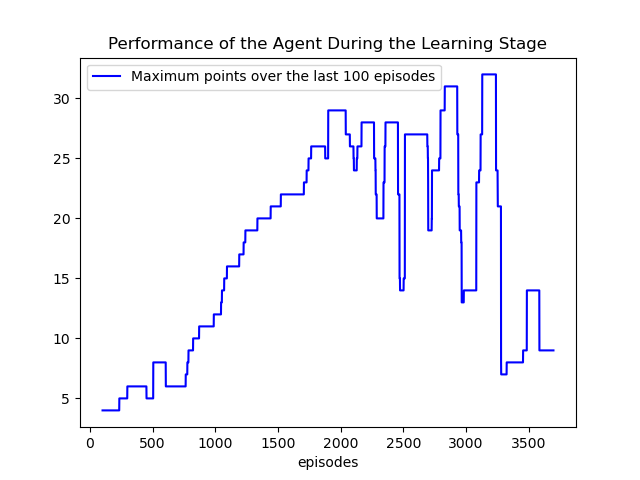 Performance of the Agent During the Learning Stage
Maximum points over the last 100 episodes
30
25
20
15
10
5
0 500 1000 1500 2000 2500 3000 3500
episodes